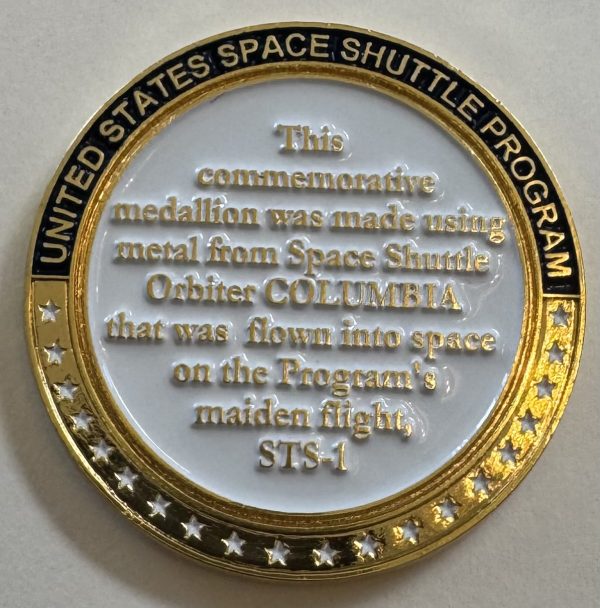 UNITED STATES SPACE SHUTTLE PROGRAM
This
commemorative
medallion was made using
metal from Space Shuttle
Orbiter COLUMBIA
that was flown into space
on the Program's
maiden flight,
STS-1